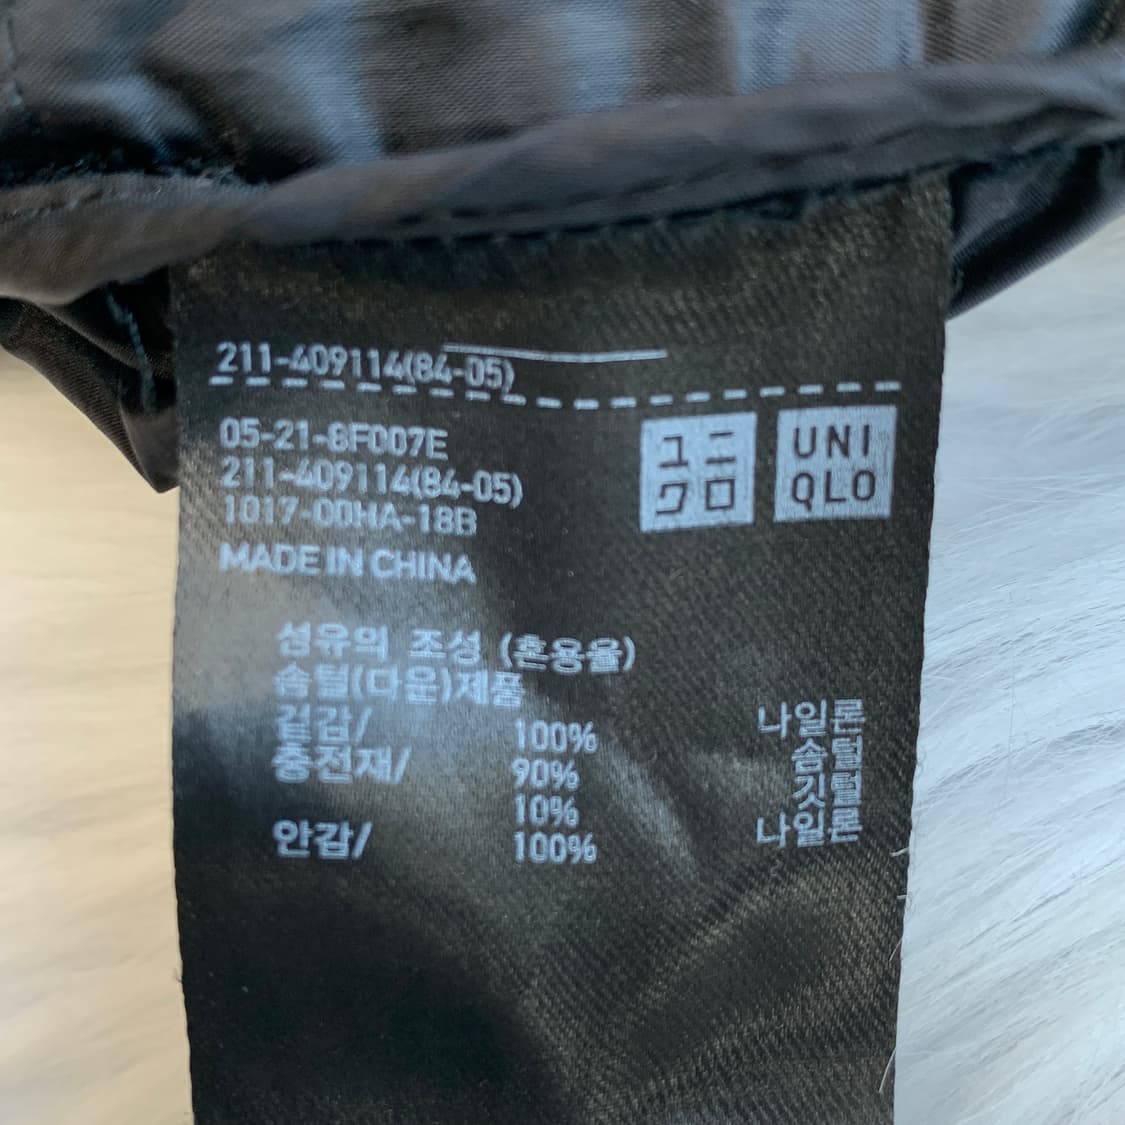 211-409114(84-05)
05-21-8F007E
211-409114(84-05)
1017-00HA-18B
MADE IN CHINA
ユニ
クロ
UNI
QLO
섬유의 조성 (혼용율)
솜털(다운)제품
겉감/ 100% 나일론
충전재/ 90% 솜털
10% 깃털
안감/ 100% 나일론